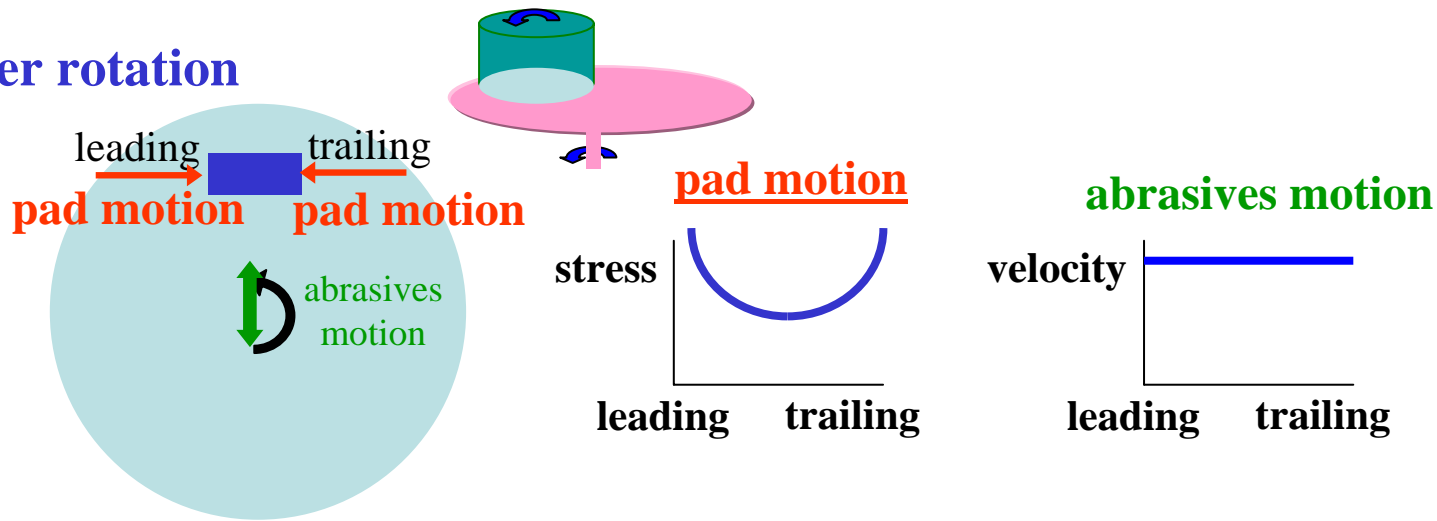 er rotation
leading
trailing
pad motion
pad motion
abrasives
motion
pad motion
stress
leading
trailing
abrasives motion
velocity
leading
trailing